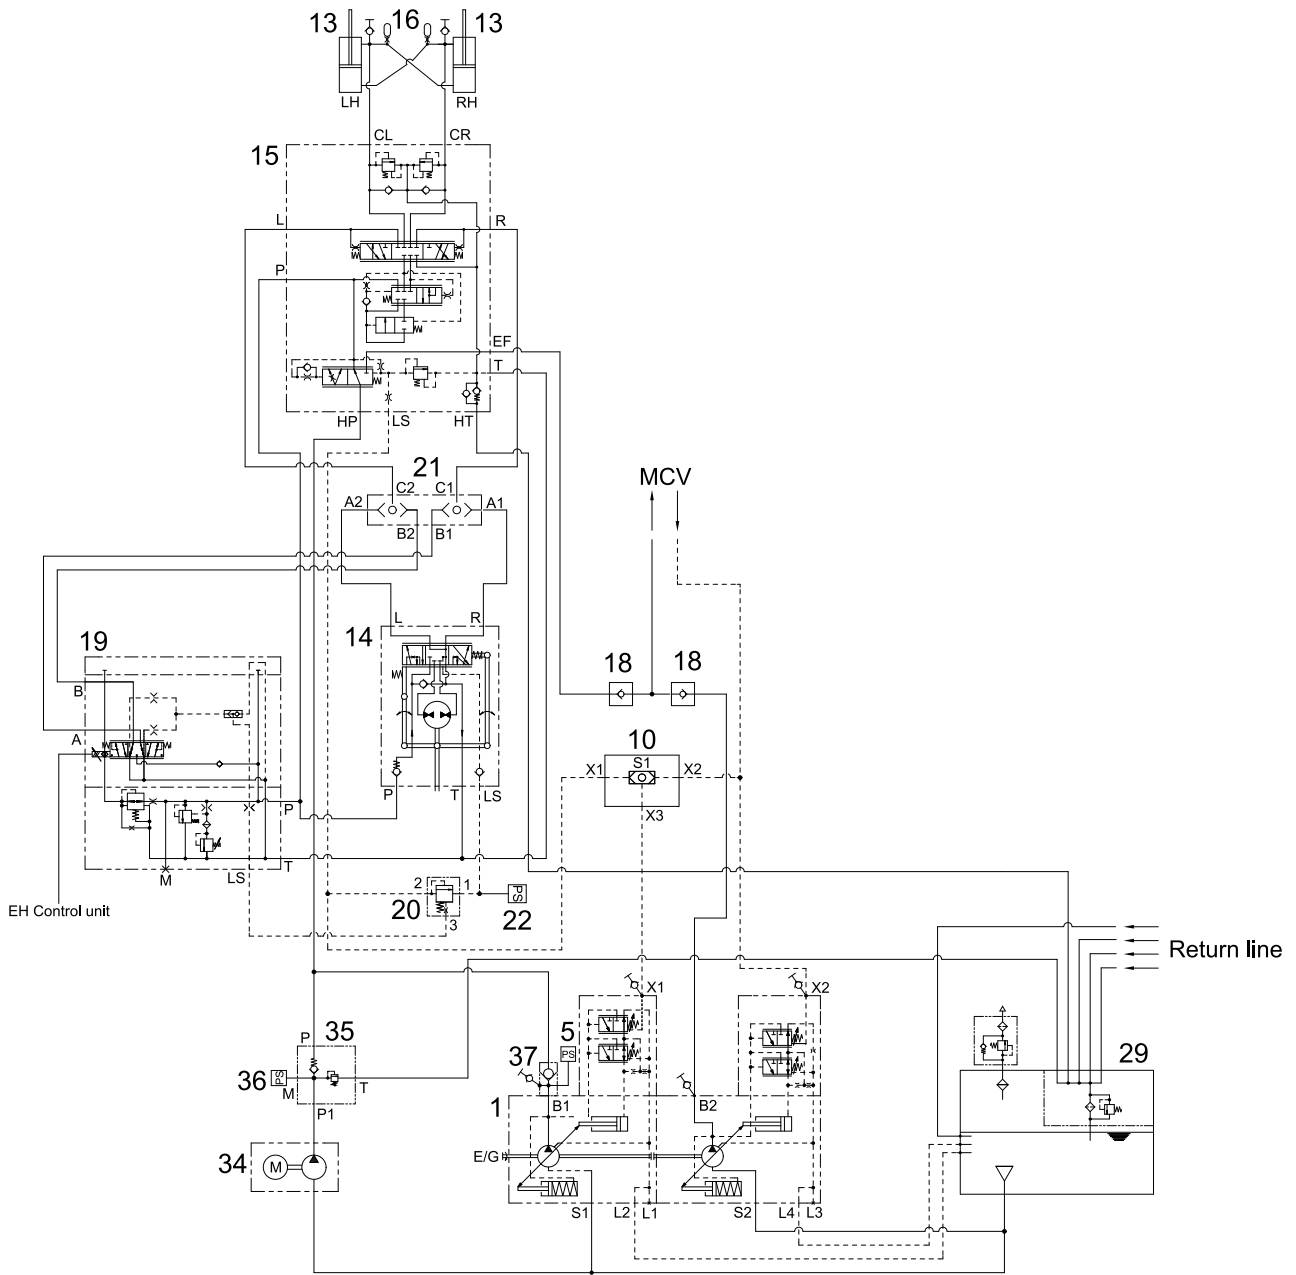 13 16 13
LH RH
CL CR
15
L R
P
EF
T
HP LS HT
21
C2 C1
A2 A1
B2 B1
MCV
L R
14
19
18 18
B
A
10
S1
X1 X2
X3
P T LS
P
T
M LS
2 1
PS
20 22
3
EH Control unit
Return line
X1 X2
P 35
5
PS
37
29
36 PS
M T
P1
1 B1 B2
34 M
E/G
S1 L2 L1 S2 L4 L3